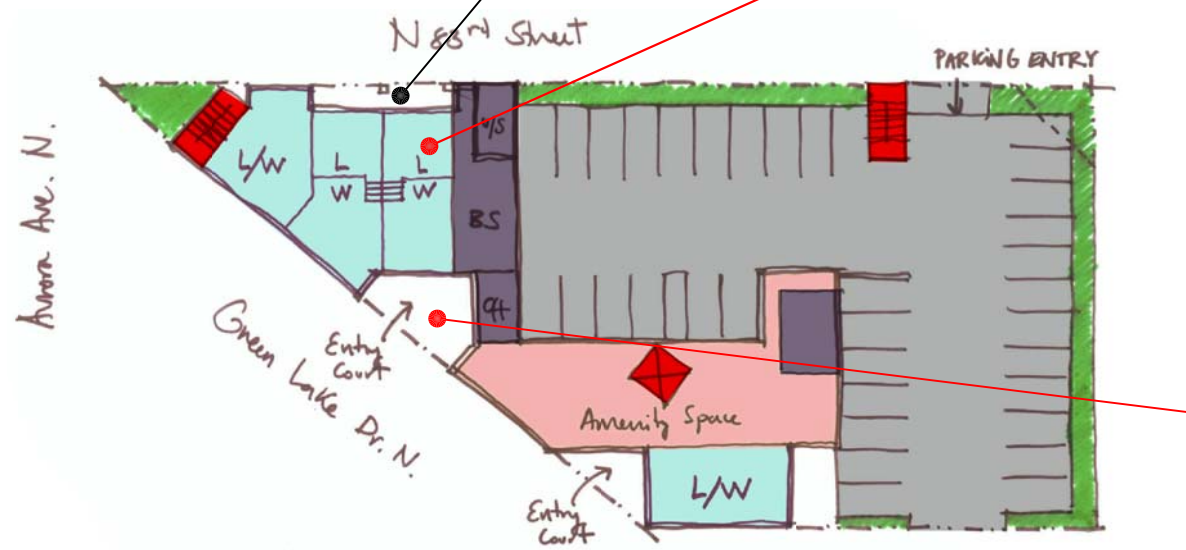 N 83rd Street
PARKING ENTRY
Aurora Ave. N.
L/W
L
W
L
W
V/S
BS
Entry
Court
Green Lake Dr. N.
Amenity Space
L/W
Entry
Court